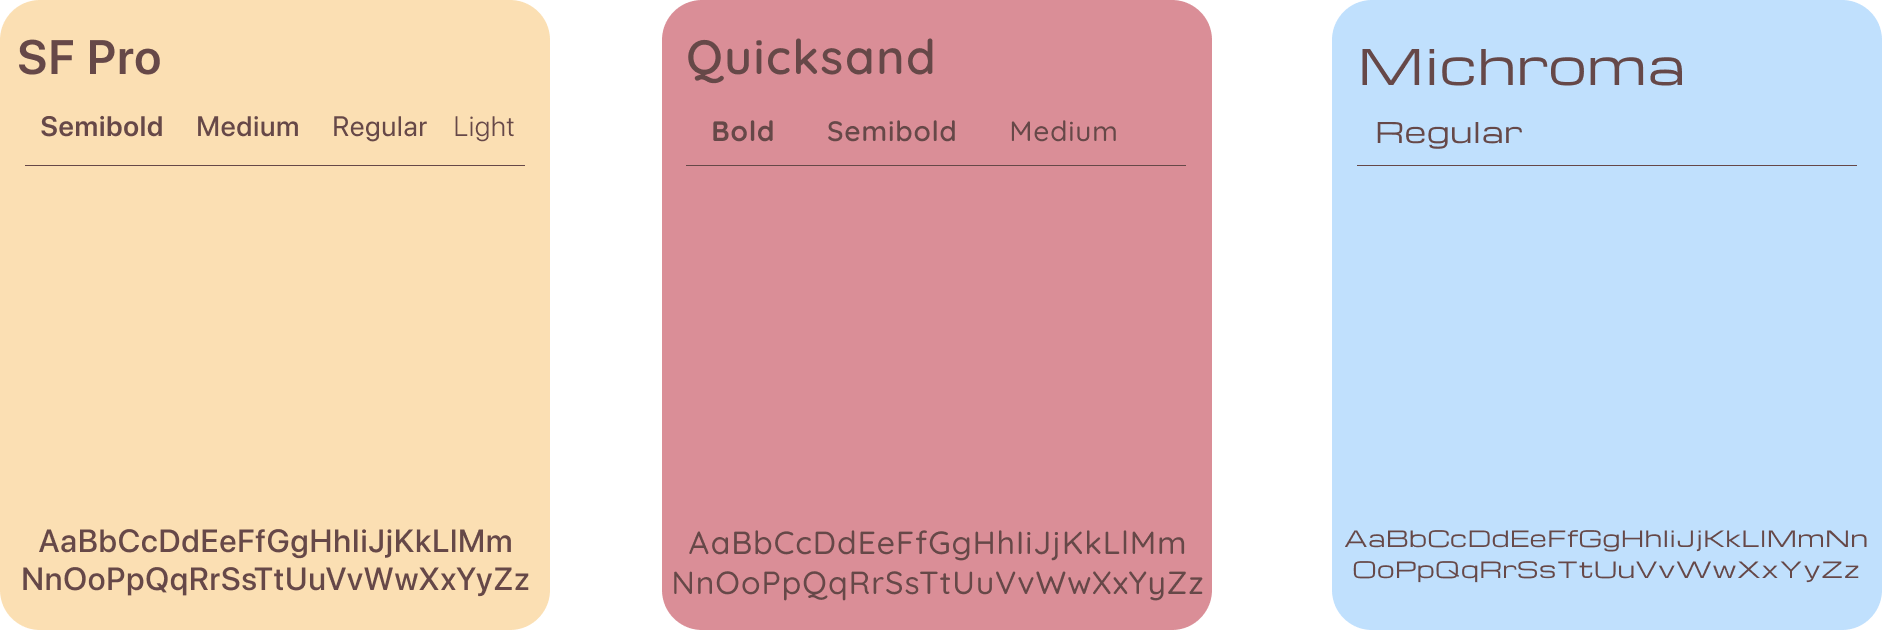 SF Pro
Semibold Medium Regular Light
AaBbCcDdEeFfGgHhIiJjKkLlMm
NnOoPpQqRrSsTtUuVvWwXxYyZz
Quicksand
Bold Semibold Medium
AaBbCcDdEeFfGgHhIiJjKkLlMm
NnOoPpQqRrSsTtUuVvWwXxYyZz
Michroma
Regular
AaBbCcDdEeFfGgHhIiJjKkLlMmNn
OoPpQqRrSsTtUuVvWwXxYyZz